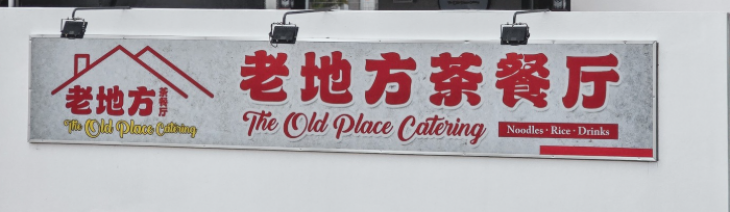 老地方茶餐厅
The Old Place Catering
老地方茶餐厅
The Old Place Catering
Noodles · Rice · Drinks